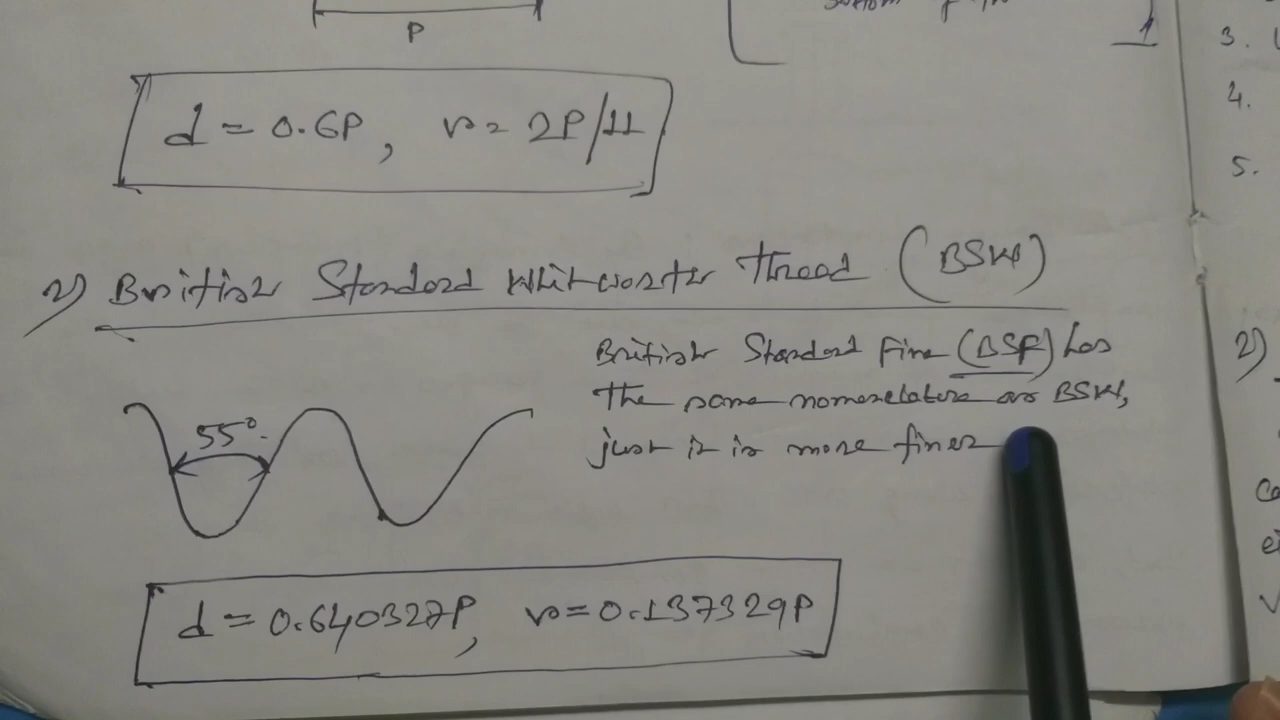 P
1
3.
4.
5.
d = 0.6P, r = 2P/11
2) British Standard Whitworth Thread (BSW)
British Standard Fine (BSF) has
2)
the same nomenclature as BSW,
just it is more finer
55°.
d = 0.640327P, r = 0.137329P